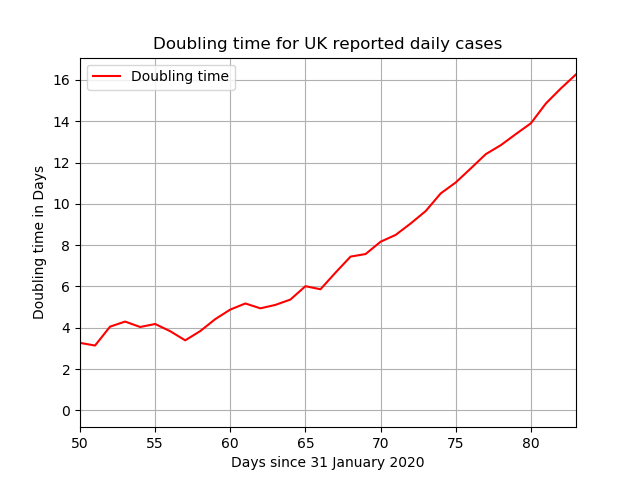 Doubling time for UK reported daily cases
Doubling time
Doubling time in Days
16
14
12
10
8
6
4
2
0
50 55 60 65 70 75 80
Days since 31 January 2020